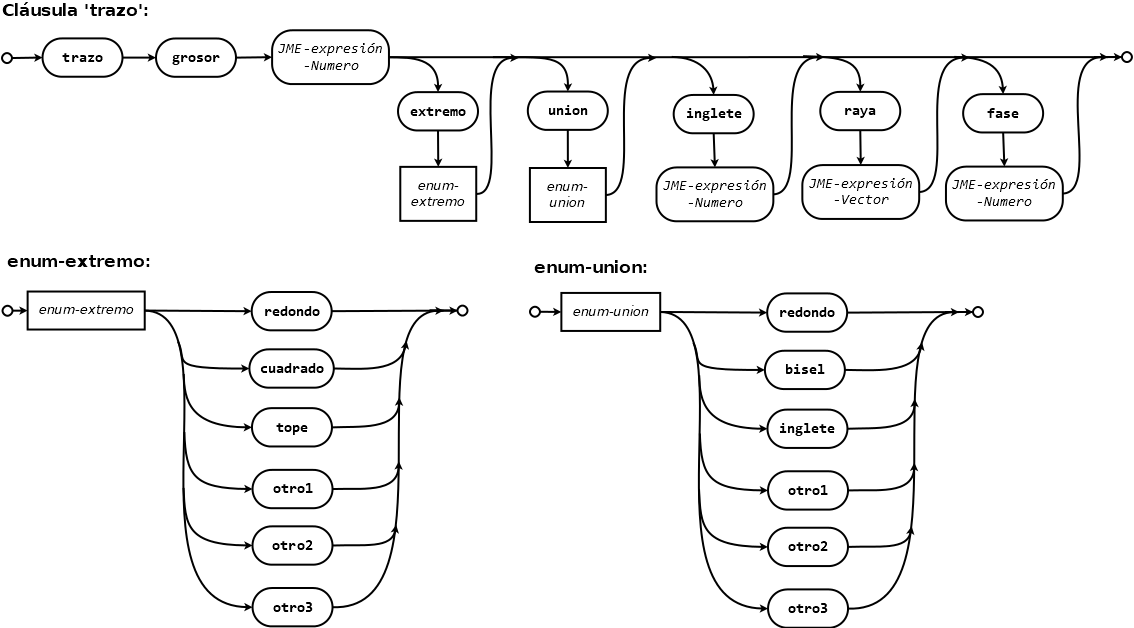 Cláusula 'trazo':
trazo
grosor
JME-expresión
-Numero
extremo
union
inglete
raya
fase
enum-
extremo
enum-
union
JME-expresión
-Numero
JME-expresión
-Vector
JME-expresión
-Numero
enum-extremo:
enum-extremo
redondo
cuadrado
tope
otro1
otro2
otro3
enum-union:
enum-union
redondo
bisel
inglete
otro1
otro2
otro3